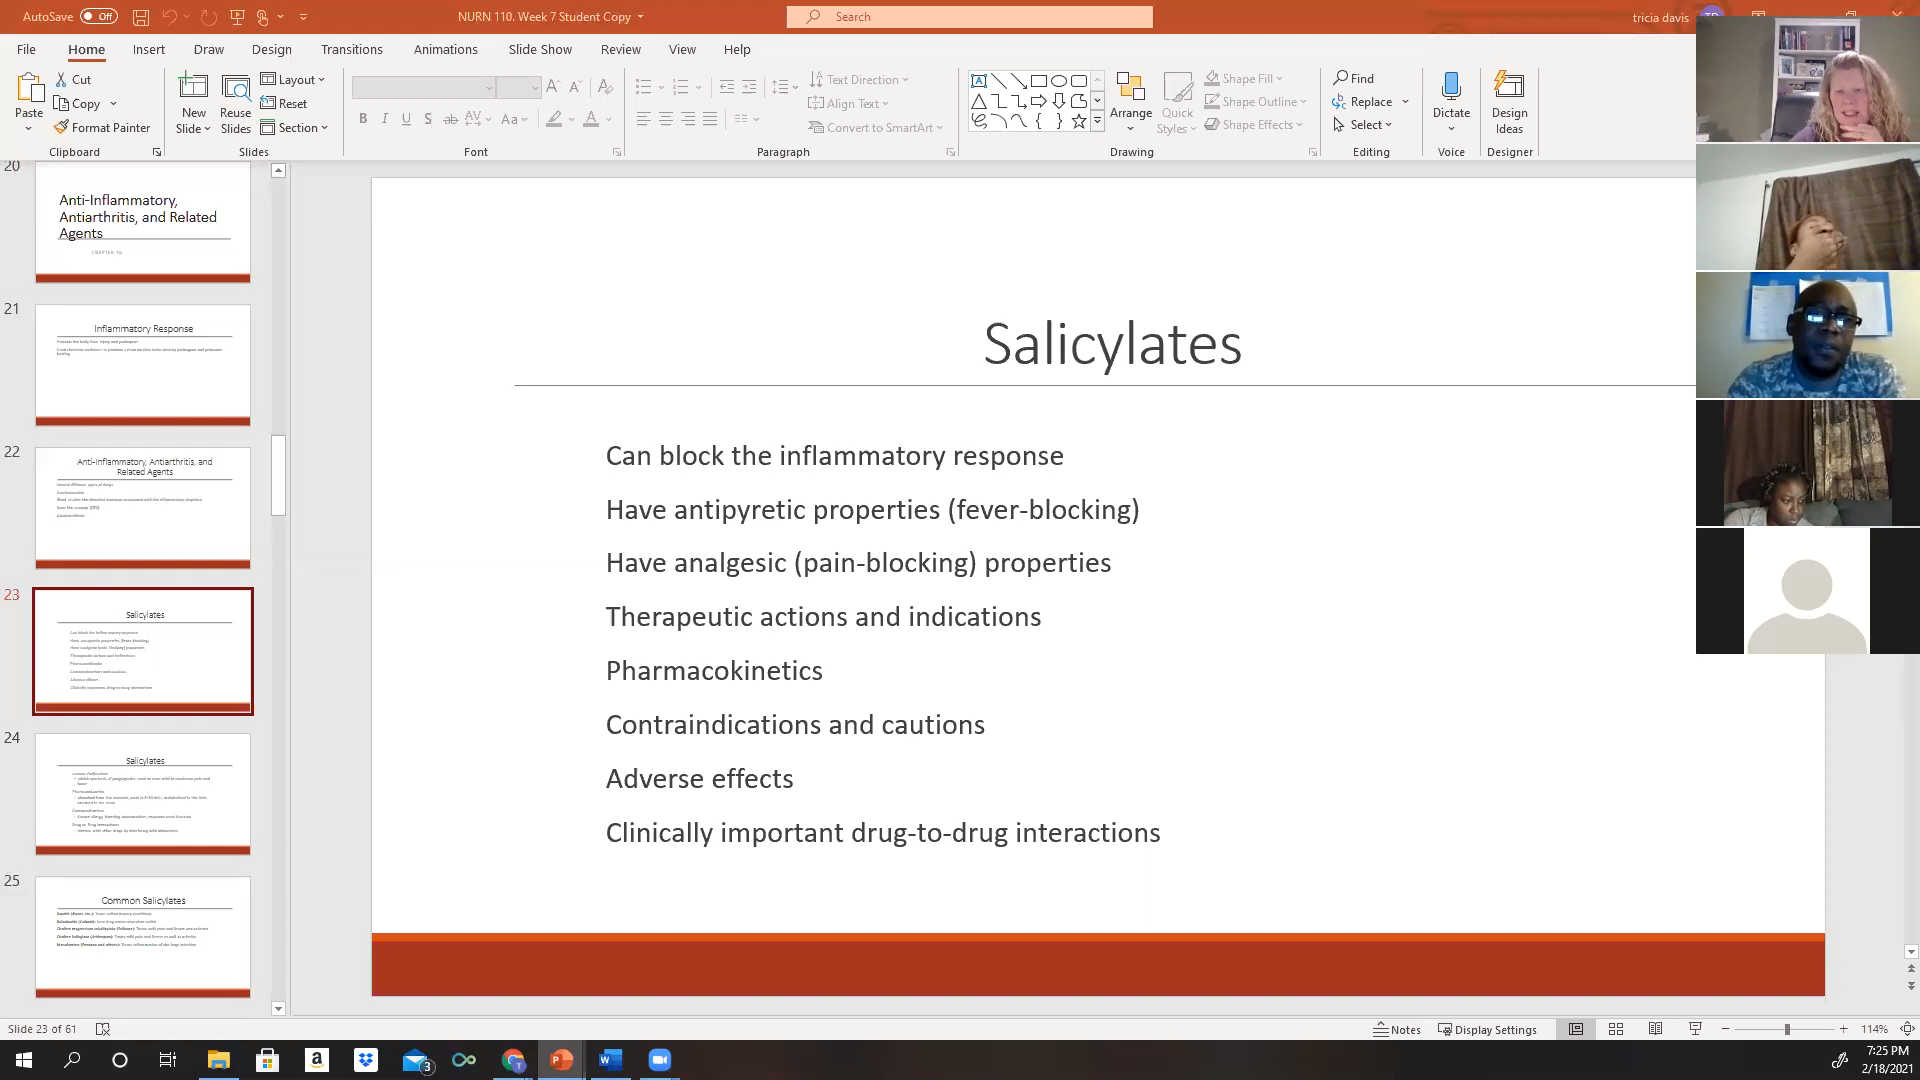 AutoSave Off
NURN 110. Week 7 Student Copy
Search
tricia davis
File Home Insert Draw Design Transitions Animations Slide Show Review View Help
Paste
Cut
Copy
Format Painter
Clipboard
New Slide
Reuse Slides
Layout
Reset
Section
Slides
Font
Text Direction
Align Text
Convert to SmartArt
Paragraph
Arrange
Quick Styles
Shape Fill
Shape Outline
Shape Effects
Drawing
Find
Replace
Select
Editing
Dictate
Voice
Design Ideas
Designer
20
Anti-Inflammatory,
Antiarthritis, and Related
Agents
21
Inflammatory Response
22
Anti-Inflammatory, Antiarthritis, and
Related Agents
23
Salicylates
24
Salicylates
25
Common Salicylates
Salicylates
Can block the inflammatory response
Have antipyretic properties (fever-blocking)
Have analgesic (pain-blocking) properties
Therapeutic actions and indications
Pharmacokinetics
Contraindications and cautions
Adverse effects
Clinically important drug-to-drug interactions
Slide 23 of 61
Notes
Display Settings
114%
3
7:25 PM
2/18/2021